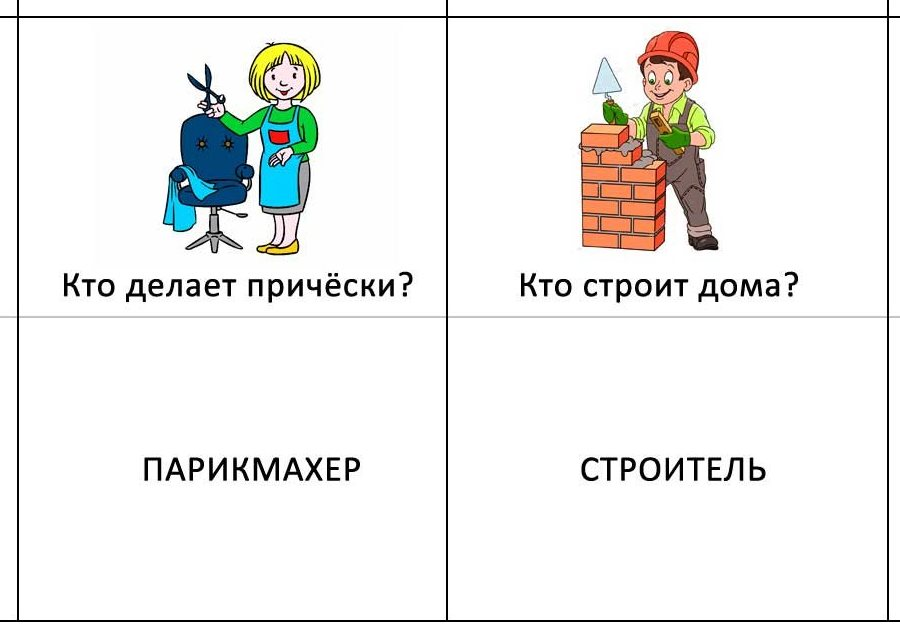 Кто делает причёски?
Кто строит дома?
ПАРИКМАХЕР
СТРОИТЕЛЬ